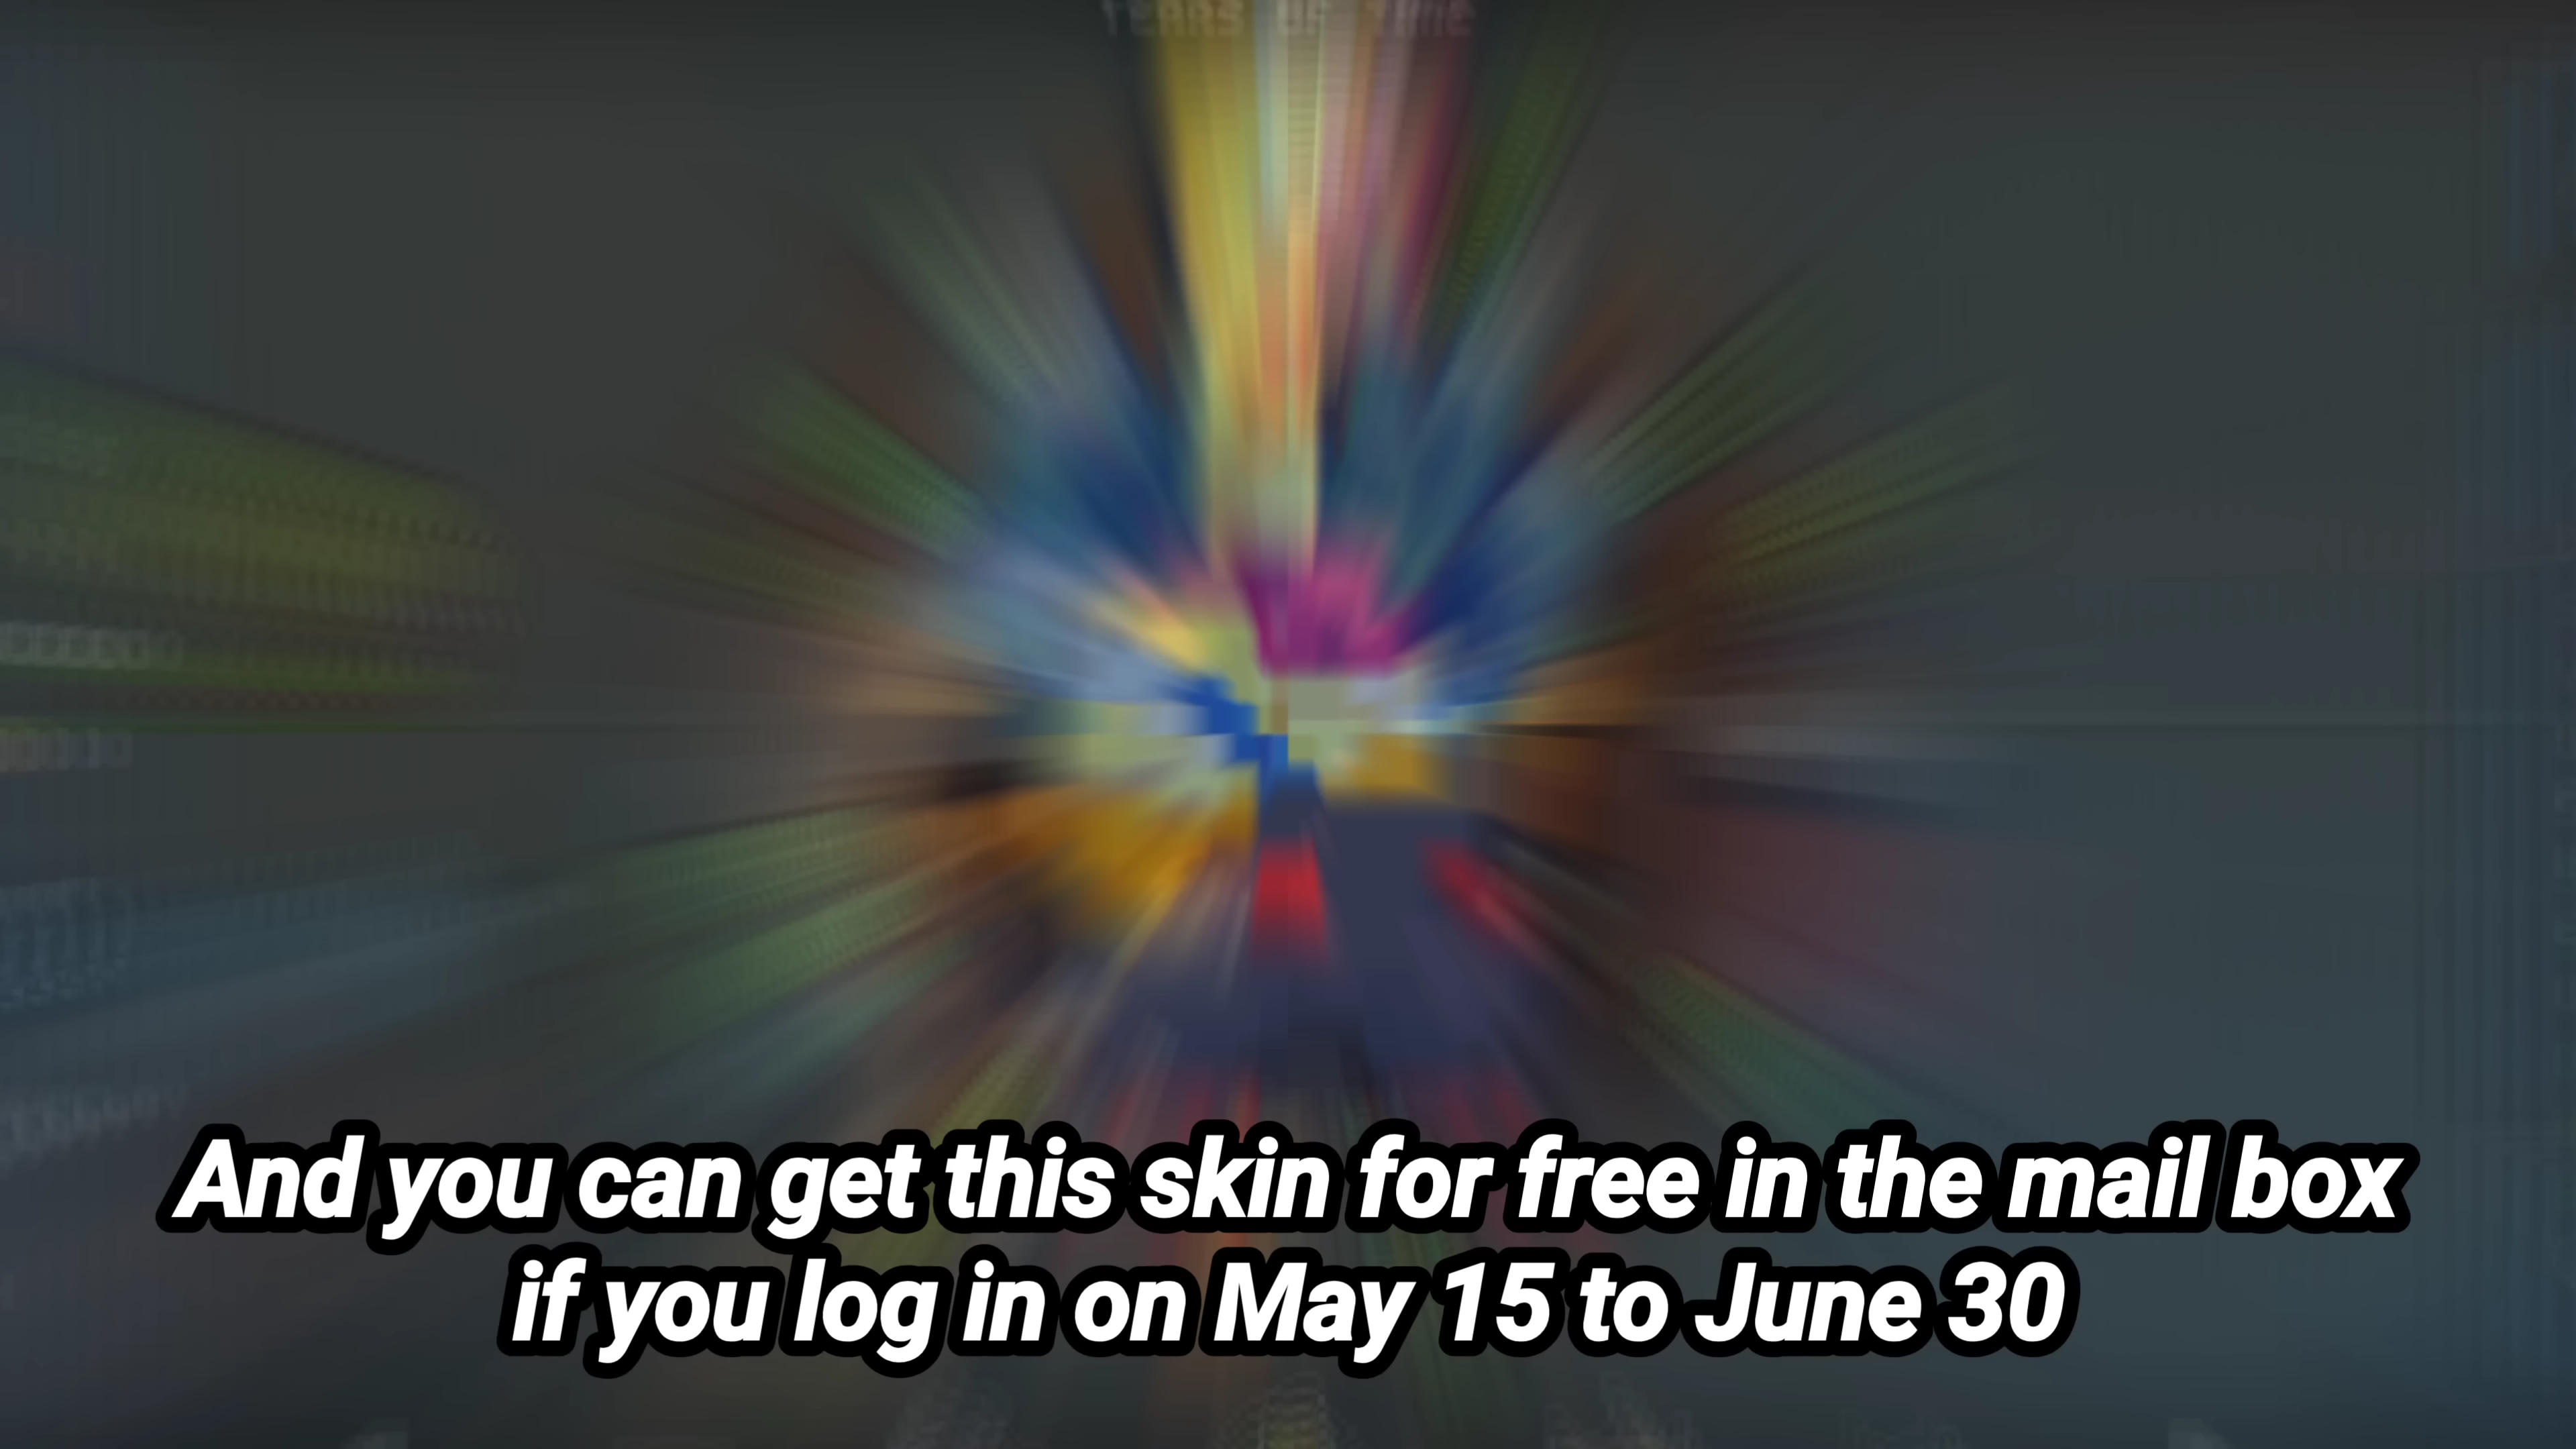 And you can get this skin for free in the mail box
if you log in on May 15 to June 30